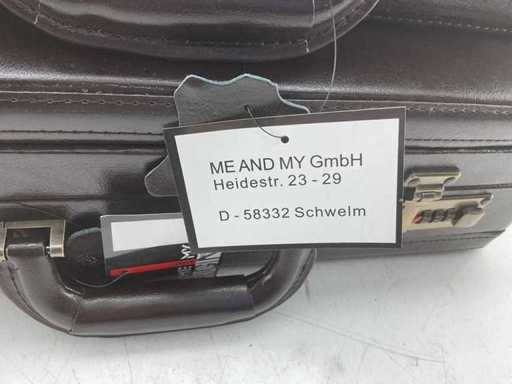 ME AND MY GmbH
Heidestr. 23 - 29
D - 58332 Schwelm